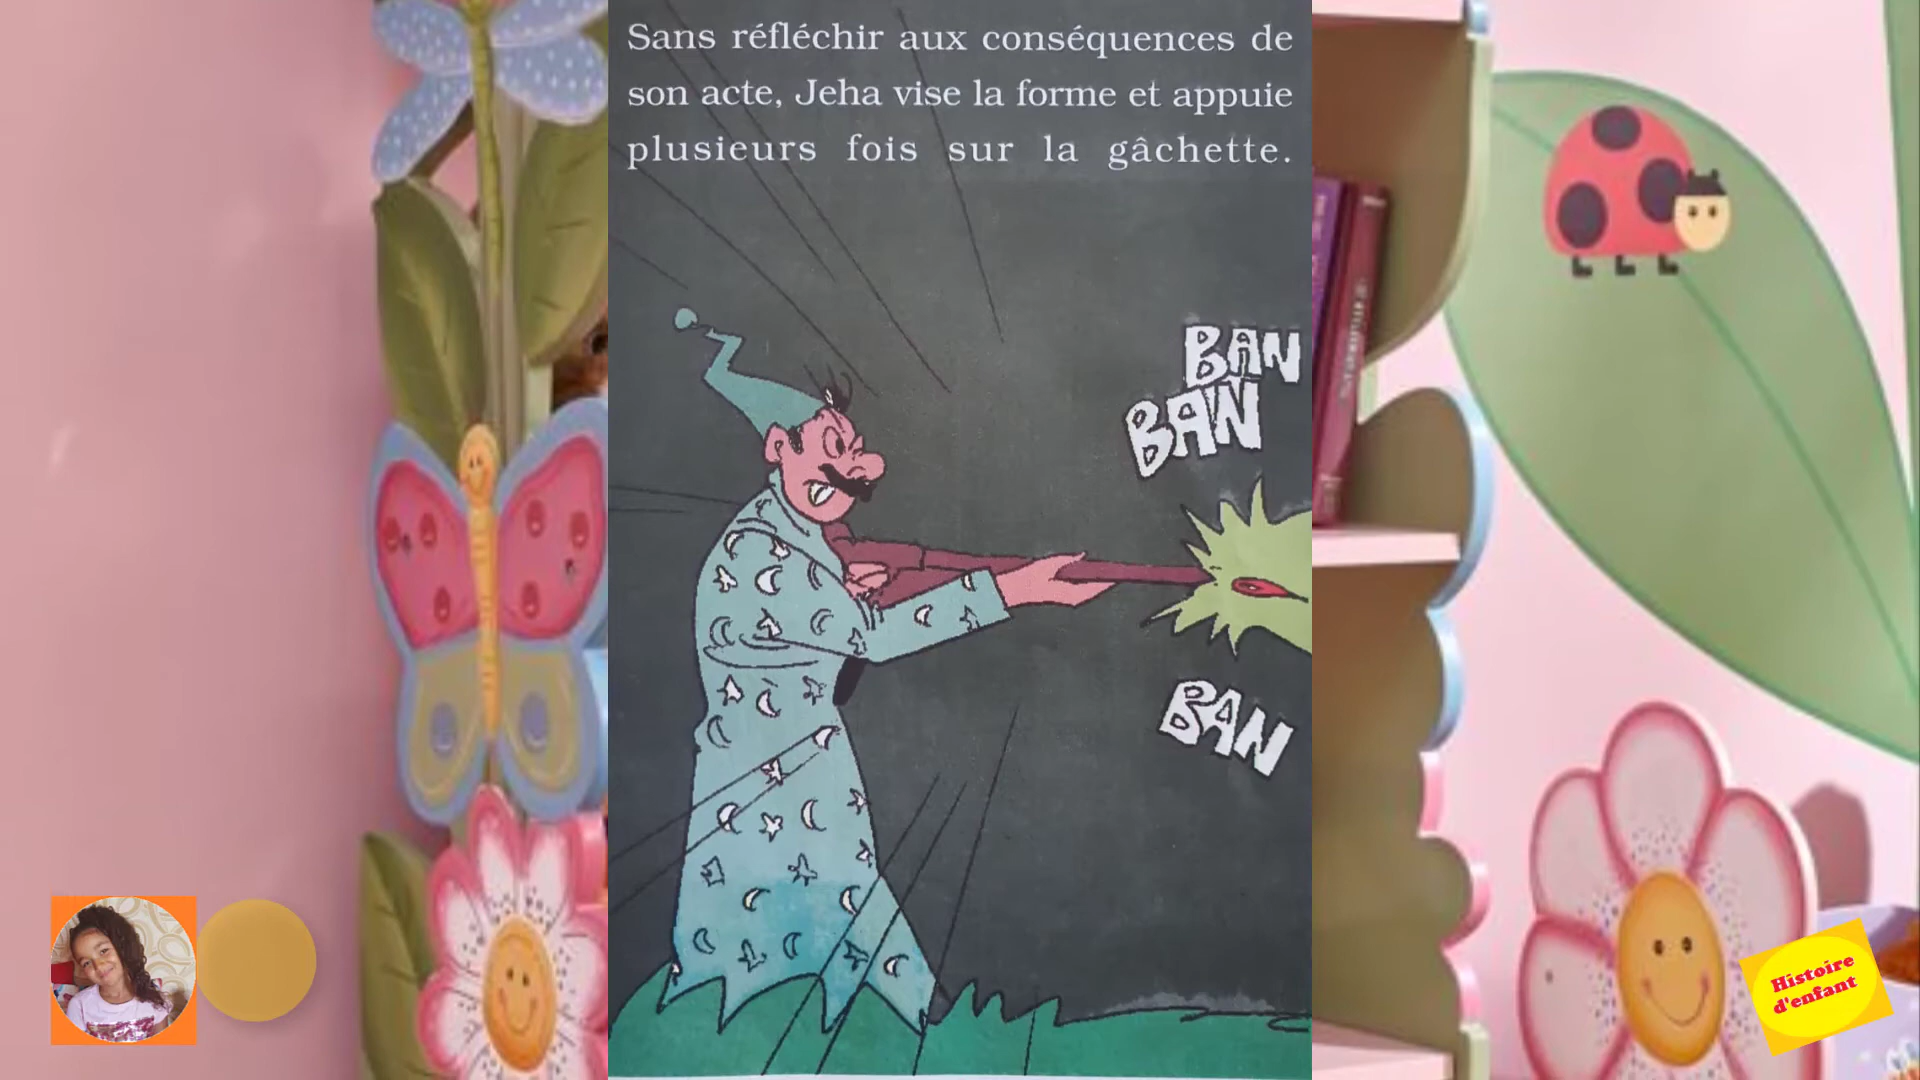 Sans réfléchir aux conséquences de
son acte, Jeha vise la forme et appuie
plusieurs fois sur la gâchette.
BAN
BAN
BAN
Histoire
d'enfant